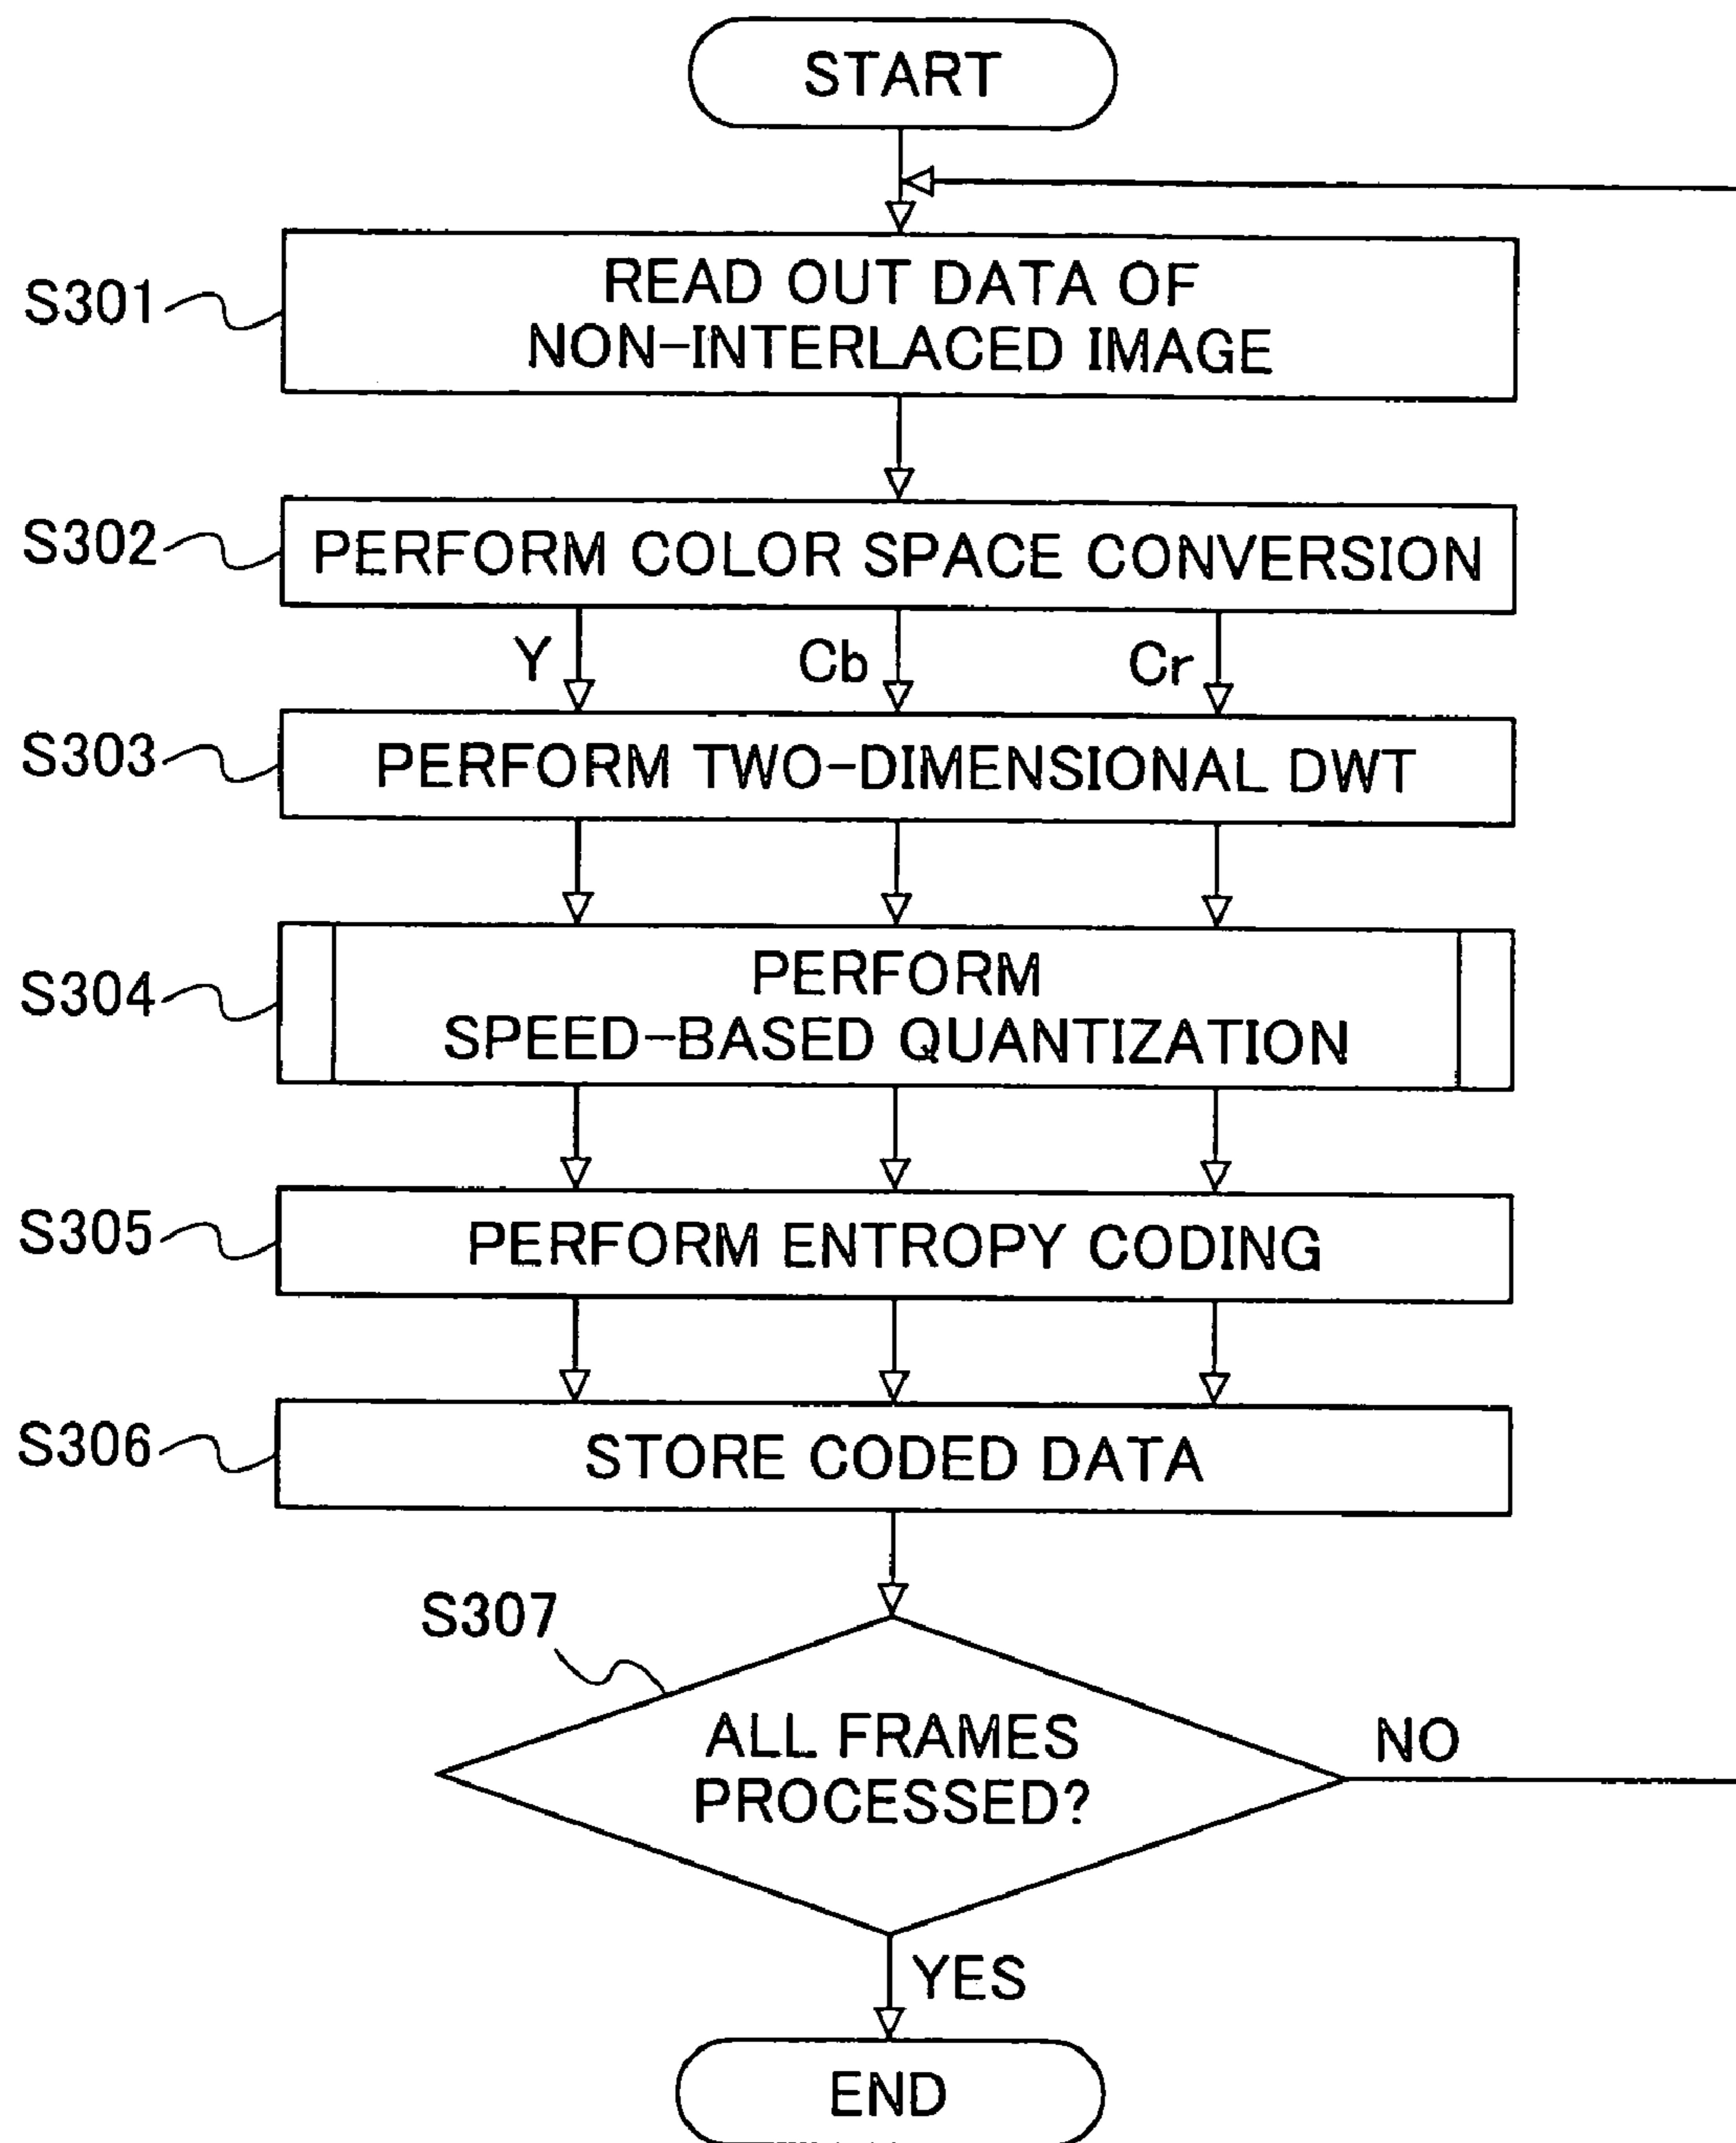 START
S301
READ OUT DATA OF
NON-INTERLACED IMAGE
S302
PERFORM COLOR SPACE CONVERSION
Y
Cb
Cr
S303
PERFORM TWO-DIMENSIONAL DWT
S304
PERFORM
SPEED-BASED QUANTIZATION
S305
PERFORM ENTROPY CODING
S306
STORE CODED DATA
S307
ALL FRAMES
PROCESSED?
NO
YES
END